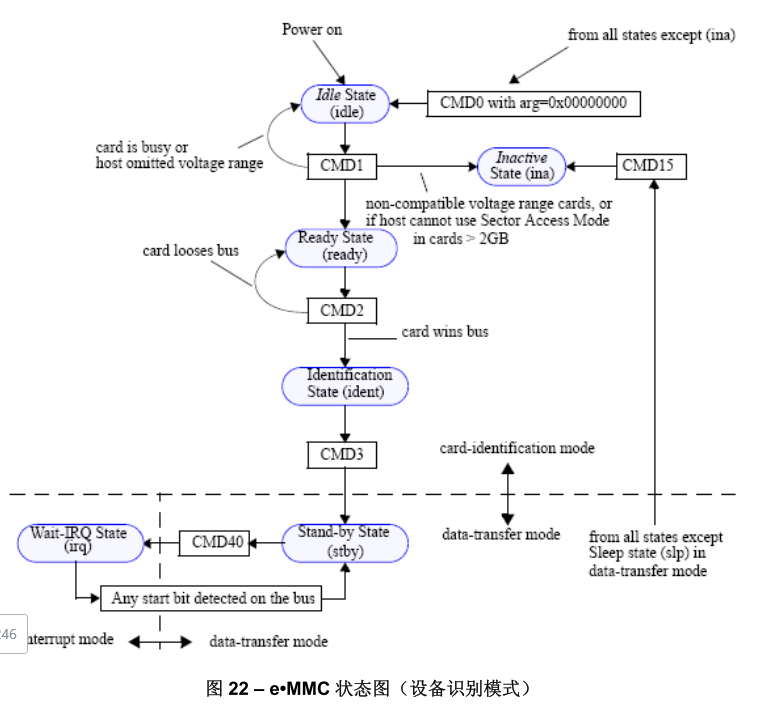 Power on
from all states except (ina)
Idle State
(idle)
CMD0 with arg=0x00000000
card is busy or
host omitted voltage range
CMD1
Inactive
State (ina)
CMD15
non-compatible voltage range cards, or
if host cannot use Sector Access Mode
in cards > 2GB
Ready State
(ready)
card looses bus
CMD2
card wins bus
Identification
State (ident)
CMD3
card-identification mode
data-transfer mode
from all states except
Sleep state (slp) in
data-transfer mode
Wait-IRQ State
(irq)
CMD40
Stand-by State
(stby)
Any start bit detected on the bus
246
nterrupt mode
data-transfer mode
图 22 – e•MMC 状态图（设备识别模式）